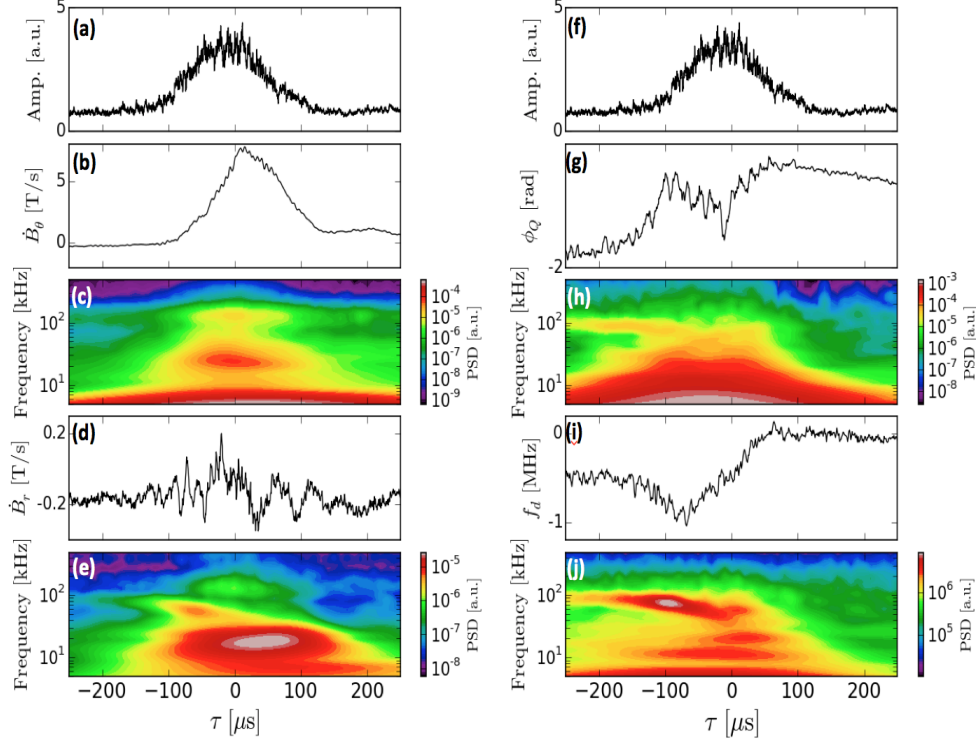 (a)
5
0
Amp. [a.u.]
(b)
5
0
Ḃ_θ [T/s]
(c)
10²
10¹
Frequency [kHz]
10⁻⁴
10⁻⁵
10⁻⁶
10⁻⁷
10⁻⁸
10⁻⁹
PSD [a.u.]
(d)
0.2
-0.2
Ḃ_r [T/s]
(e)
10²
10¹
Frequency [kHz]
10⁻⁵
10⁻⁶
10⁻⁷
10⁻⁸
PSD [a.u.]
−200 −100 0 100 200
τ [μs]
(f)
5
0
Amp. [a.u.]
(g)
-2
ϕ_Q [rad]
(h)
10²
10¹
Frequency [kHz]
10⁻³
10⁻⁴
10⁻⁵
10⁻⁶
10⁻⁷
10⁻⁸
PSD [a.u.]
(i)
0
-1
f_d [MHz]
(j)
10²
10¹
Frequency [kHz]
10⁶
10⁵
PSD [a.u.]
−200 −100 0 100 200
τ [μs]